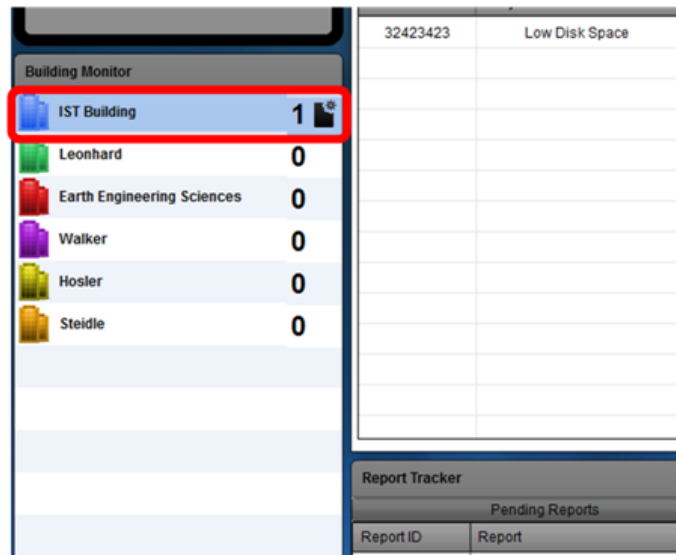 32423423 Low Disk Space
Building Monitor
IST Building 1
Leonhard 0
Earth Engineering Sciences 0
Walker 0
Hosler 0
Steidle 0
Report Tracker
Pending Reports
Report ID Report